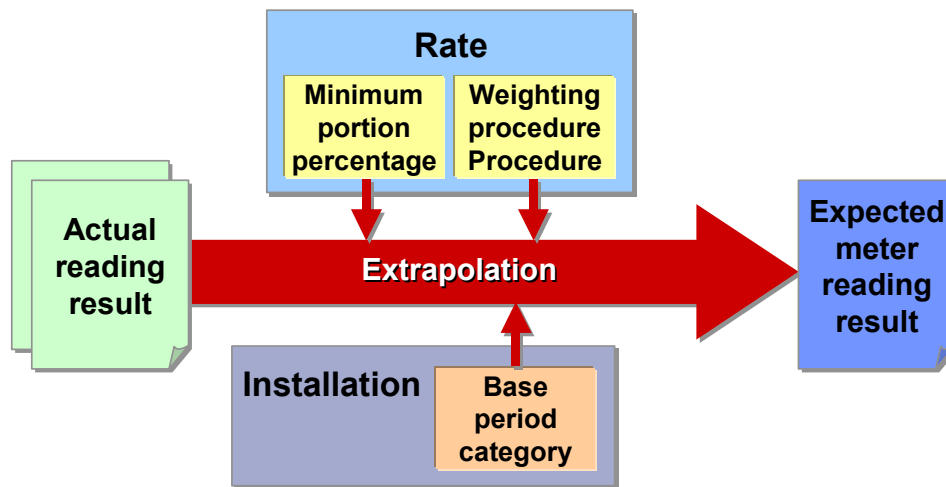 Rate
Minimum
portion
percentage
Weighting
procedure
Procedure
Actual
reading
result
Extrapolation
Expected
meter
reading
result
Installation
Base
period
category